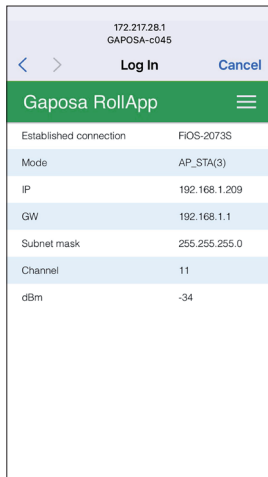 172.217.28.1
GAPOSA-c045
Log In Cancel
Gaposa RollApp
Established connection FiOS-2073S
Mode AP_STA(3)
IP 192.168.1.209
GW 192.168.1.1
Subnet mask 255.255.255.0
Channel 11
dBm -34